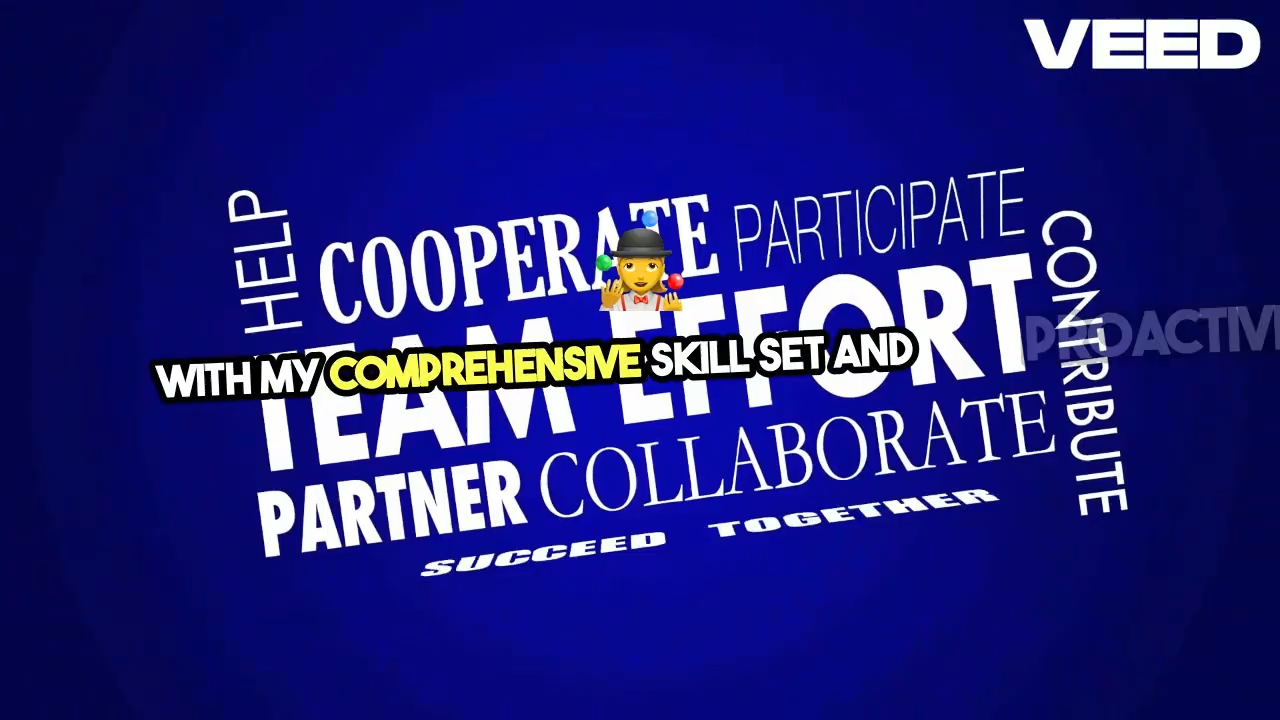 VEED
HELP
COOPERATE
PARTICIPATE
TEAM EFFORT
CONTRIBUTE
PROACTIV
WITH MY COMPREHENSIVE SKILL SET AND
PARTNER
COLLABORATE
SUCCEED TOGETHER